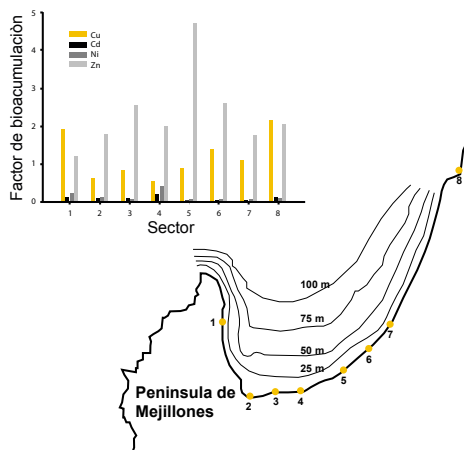 Factor de bioacumulaciòn
5
4
3
2
1
0
Cu
Cd
Ni
Zn
1 2 3 4 5 6 7 8
Sector
8
100 m
75 m
50 m
25 m
1
7
6
5
2 3 4
Peninsula de
Mejillones